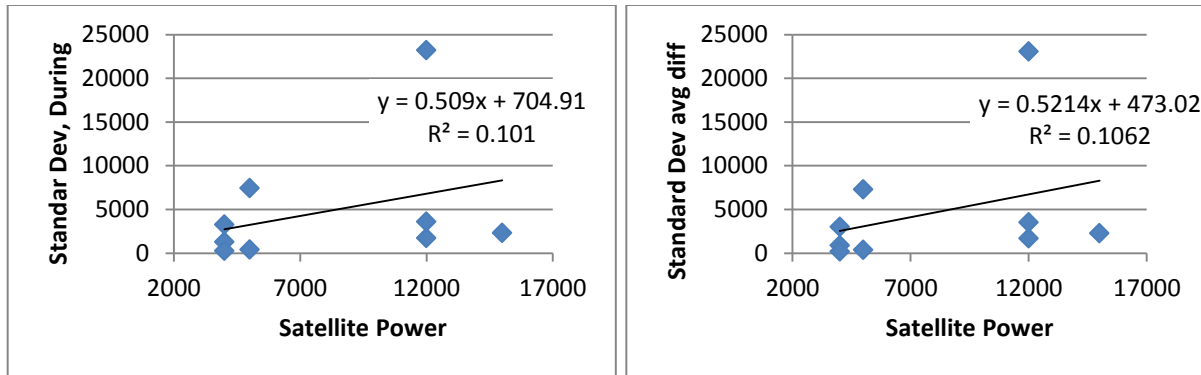 Standar Dev, During
25000
20000
15000
10000
5000
0
y = 0.509x + 704.91
R² = 0.101
2000 7000 12000 17000
Satellite Power
Standard Dev avg diff
25000
20000
15000
10000
5000
0
y = 0.5214x + 473.02
R² = 0.1062
2000 7000 12000 17000
Satellite Power